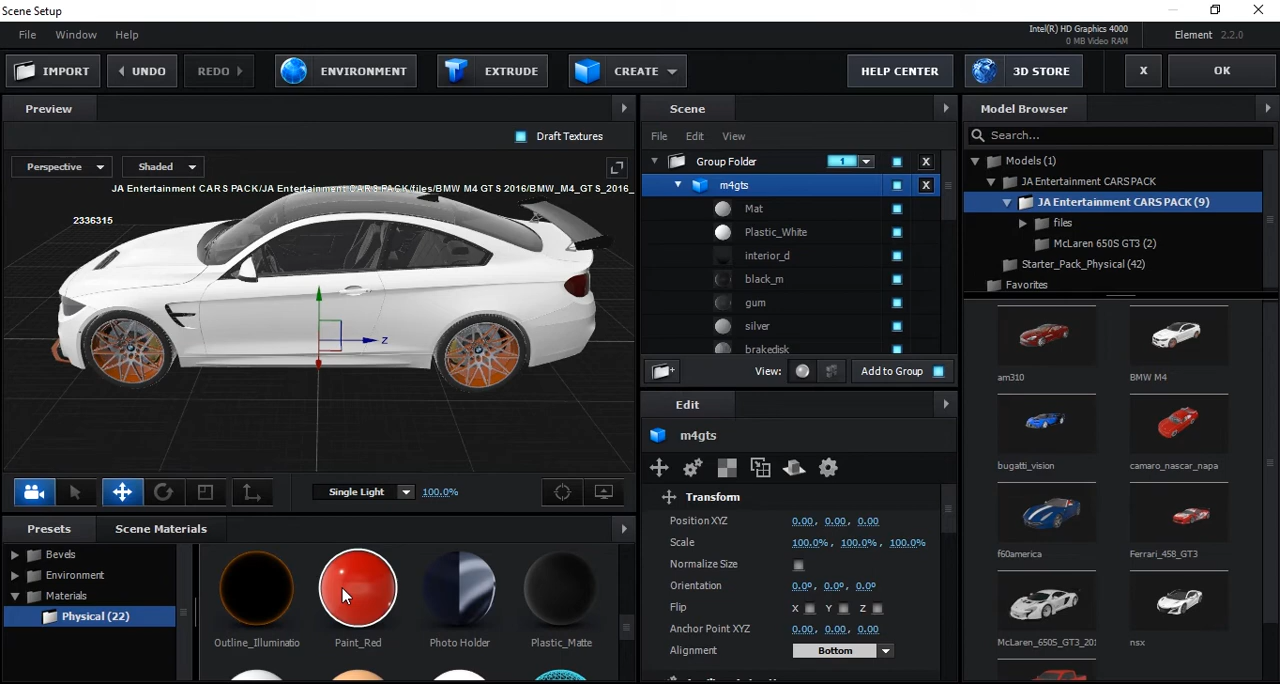 Scene Setup
File Window Help
Intel(R) HD Graphics 4000
0 MB Video RAM
Element 2.2.0
IMPORT UNDO REDO ENVIRONMENT EXTRUDE CREATE HELP CENTER 3D STORE X OK
Preview
Draft Textures
Perspective Shaded
JA Entertainment CARS PACK/JA Entertainment CARS PACK/files/BMW M4 GTS 2016/BMW_M4_GTS_2016_
2336315
Z
Single Light 100.0%
Presets Scene Materials
Bevels
Environment
Materials
Physical (22)
Outline_Illuminatio Paint_Red Photo Holder Plastic_Matte
Scene
File Edit View
Group Folder 1 X
m4gts X
Mat
Plastic_White
interior_d
black_m
gum
silver
brakedisk
View: Add to Group
Edit
m4gts
Transform
Position XYZ 0.00, 0.00, 0.00
Scale 100.0%, 100.0%, 100.0%
Normalize Size
Orientation 0.0º, 0.0º, 0.0º
Flip X Y Z
Anchor Point XYZ 0.00, 0.00, 0.00
Alignment Bottom
Model Browser
Search...
Models (1)
JA Entertainment CARS PACK
JA Entertainment CARS PACK (9)
files
McLaren 650S GT3 (2)
Starter_Pack_Physical (42)
Favorites
am310 BMW M4
bugatti_vision camaro_nascar_napa
f60america Ferrari_458_GT3
McLaren_650S_GT3_201 nsx